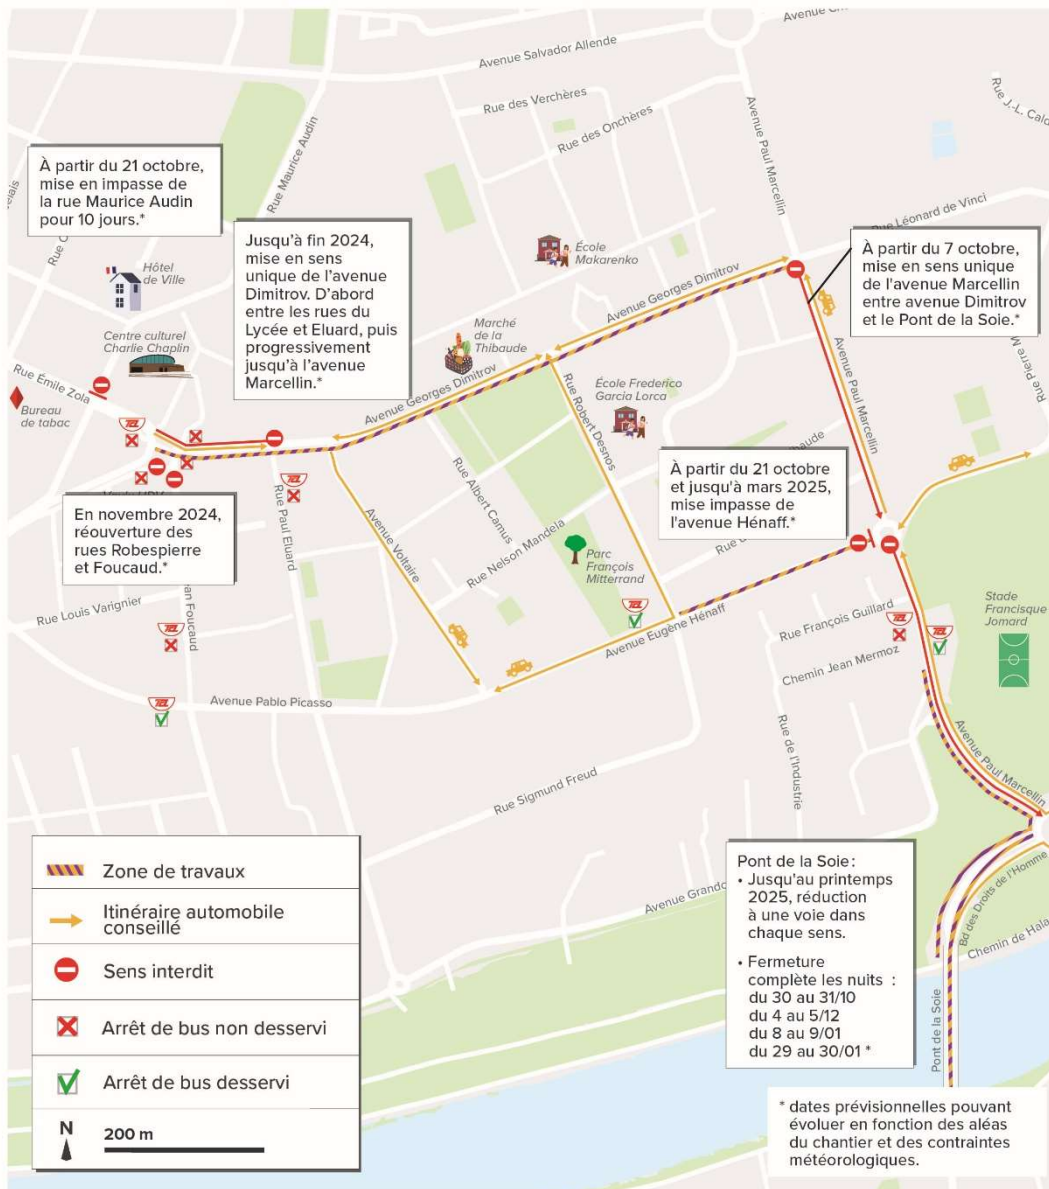 Avenue Salvador Allende
Rue des Verchères
Rue des Onchères
Rue Maurice Audin
Avenue Paul Marcellin
Rue Léonard de Vinci
À partir du 21 octobre,
mise en impasse de
la rue Maurice Audin
pour 10 jours.*
Jusqu'à fin 2024,
mise en sens
unique de l'avenue
Dimitrov. D'abord
entre les rues du
Lycée et Eluard, puis
progressivement
jusqu'à l'avenue
Marcellin.*
À partir du 7 octobre,
mise en sens unique
de l'avenue Marcellin
entre avenue Dimitrov
et le Pont de la Soie.*
École
Makarenko
Hôtel
de Ville
Avenue Georges Dimitrov
Centre culturel
Charlie Chaplin
Marché
de la
Thibaude
Rue Émile Zola
Bureau
de tabac
Avenue Georges Dimitrov
École Frederico
Garcia Lorca
Avenue Paul Marcellin
Rue Robert Desnos
TCL
À partir du 21 octobre
et jusqu'à mars 2025,
mise impasse de
l'avenue Hénaff.*
En novembre 2024,
réouverture des
rues Robespierre
et Foucaud.*
TCL
Rue Paul Eluard
Avenue Voltaire
Rue Albert Camus
Rue Nelson Mandela
Parc
François
Mitterrand
TCL
Avenue Eugène Hénaff
Rue Louis Varignier
Rue François Guillard
Chemin Jean Mermoz
TCL
TCL
Stade
Francisque
Jomard
TCL
TCL
Avenue Pablo Picasso
Rue de l'Industrie
Rue Sigmund Freud
Avenue Paul Marcellin
Zone de travaux
Itinéraire automobile
conseillé
Sens interdit
Arrêt de bus non desservi
Arrêt de bus desservi
N
200 m
Pont de la Soie :
• Jusqu'au printemps
2025, réduction
à une voie dans
chaque sens.
• Fermeture
complète les nuits :
du 30 au 31/10
du 4 au 5/12
du 8 au 9/01
du 29 au 30/01 *
Bd des Droits de l'Homme
Pont de la Soie
* dates prévisionnelles pouvant
évoluer en fonction des aléas
du chantier et des contraintes
météorologiques.